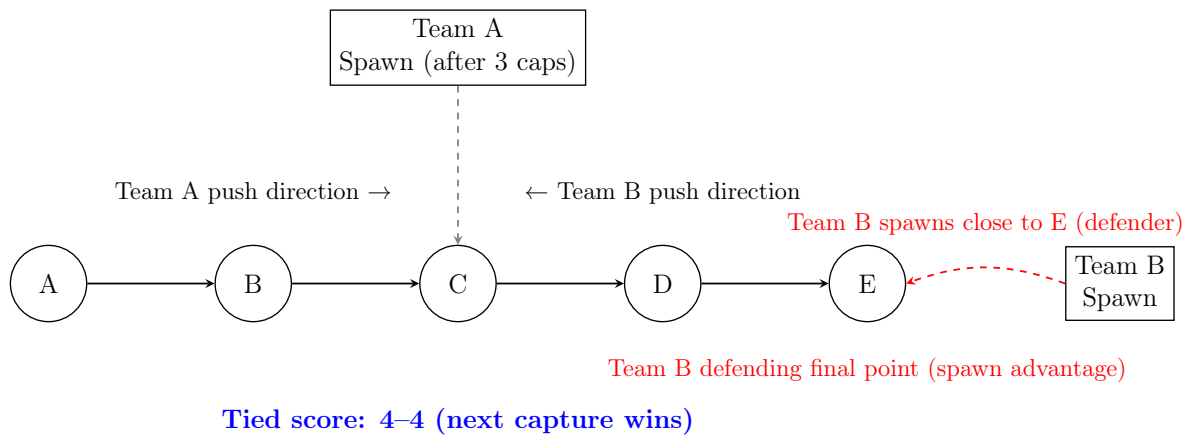 Team A
Spawn (after 3 caps)
Team A push direction →
← Team B push direction
Team B spawns close to E (defender)
A
B
C
D
E
Team B
Spawn
Team B defending final point (spawn advantage)
Tied score: 4–4 (next capture wins)